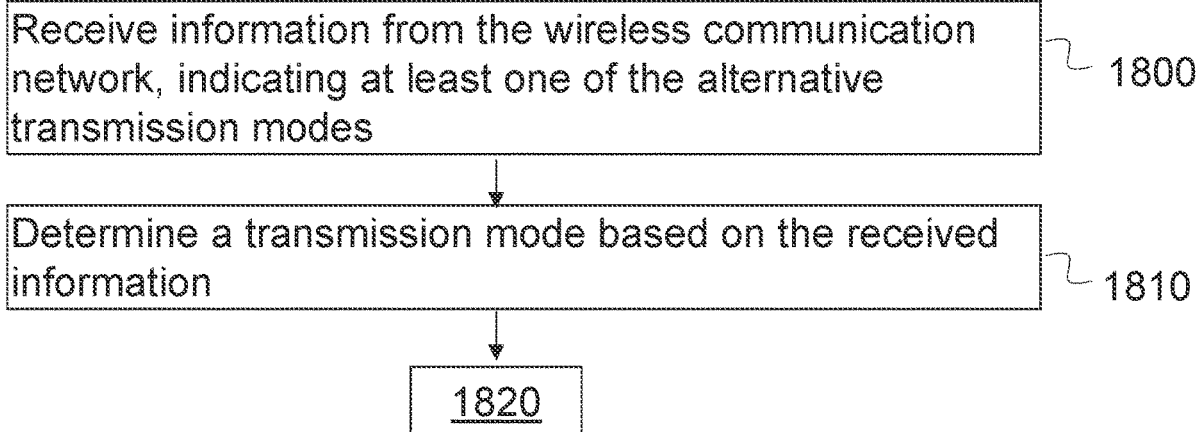 Receive information from the wireless communication
network, indicating at least one of the alternative
transmission modes
1800
Determine a transmission mode based on the received
information
1810
1820